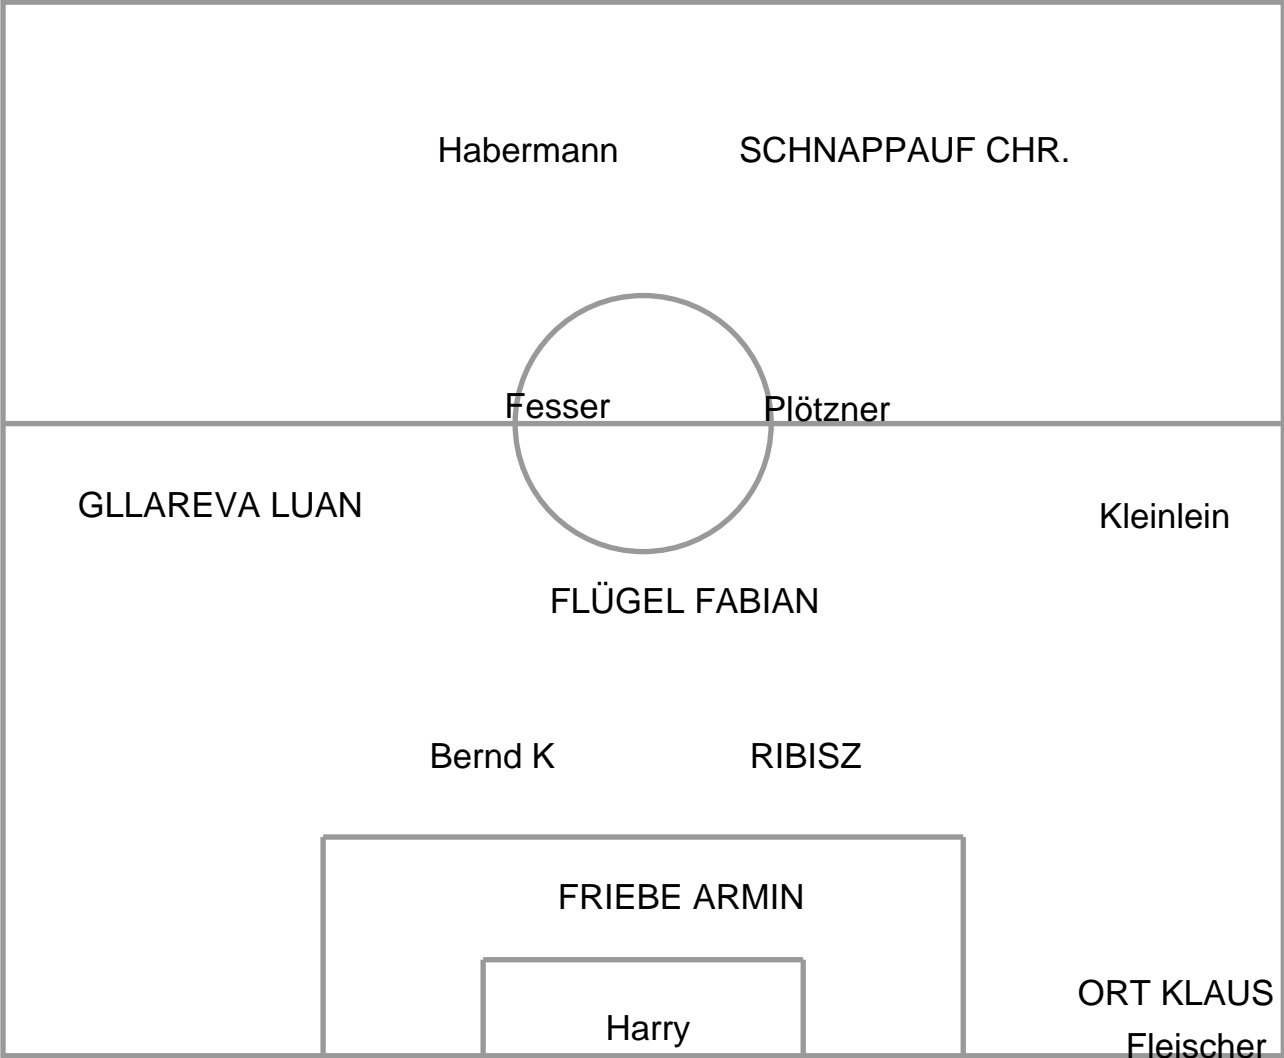 Habermann SCHNAPPAUF CHR.
Fesser Plötzner
GLLAREVA LUAN Kleinlein
FLÜGEL FABIAN
Bernd K RIBISZ
FRIEBE ARMIN
ORT KLAUS
Harry
Fleischer